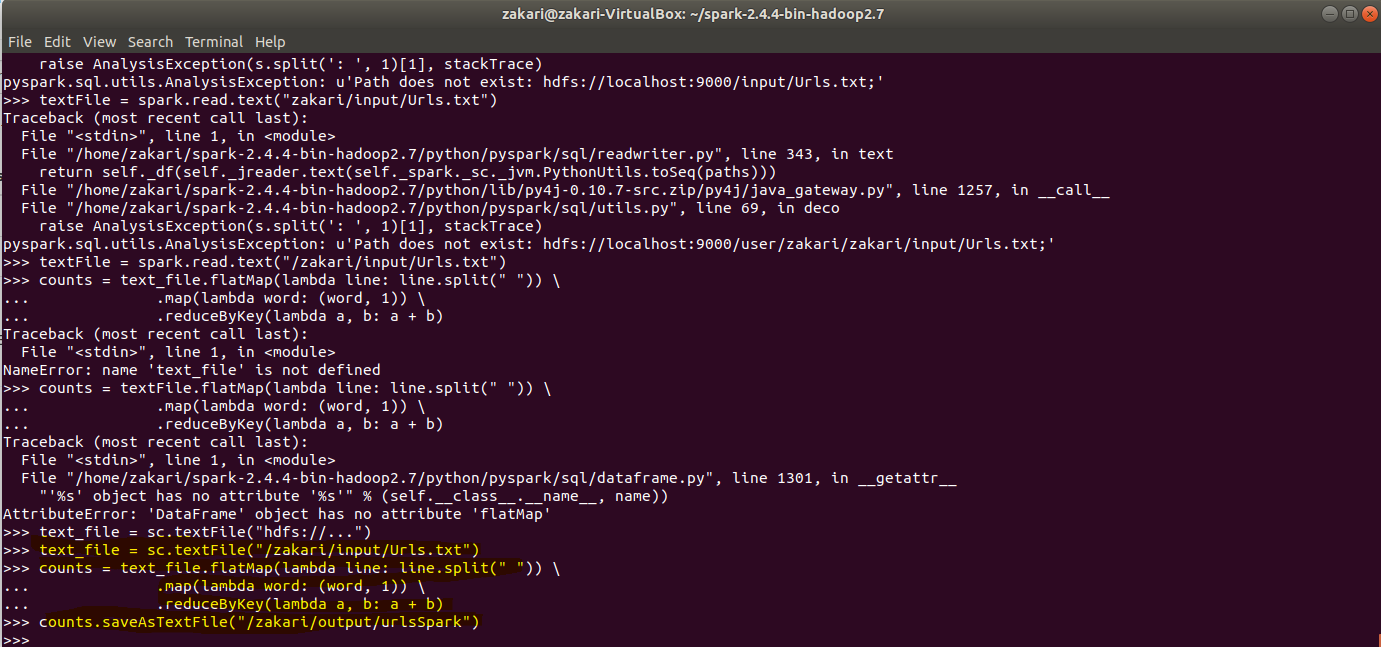 zakari@zakari-VirtualBox: ~/spark-2.4.4-bin-hadoop2.7
File Edit View Search Terminal Help
    raise AnalysisException(s.split(': ', 1)[1], stackTrace)
pyspark.sql.utils.AnalysisException: u'Path does not exist: hdfs://localhost:9000/input/Urls.txt;'
>>> textFile = spark.read.text("zakari/input/Urls.txt")
Traceback (most recent call last):
  File "<stdin>", line 1, in <module>
  File "/home/zakari/spark-2.4.4-bin-hadoop2.7/python/pyspark/sql/readwriter.py", line 343, in text
    return self._df(self._jreader.text(self._spark._sc._jvm.PythonUtils.toSeq(paths)))
  File "/home/zakari/spark-2.4.4-bin-hadoop2.7/python/lib/py4j-0.10.7-src.zip/py4j/java_gateway.py", line 1257, in __call__
  File "/home/zakari/spark-2.4.4-bin-hadoop2.7/python/pyspark/sql/utils.py", line 69, in deco
    raise AnalysisException(s.split(': ', 1)[1], stackTrace)
pyspark.sql.utils.AnalysisException: u'Path does not exist: hdfs://localhost:9000/user/zakari/zakari/input/Urls.txt;'
>>> textFile = spark.read.text("/zakari/input/Urls.txt")
>>> counts = text_file.flatMap(lambda line: line.split(" ")) \
...              .map(lambda word: (word, 1)) \
...              .reduceByKey(lambda a, b: a + b)
Traceback (most recent call last):
  File "<stdin>", line 1, in <module>
NameError: name 'text_file' is not defined
>>> counts = textFile.flatMap(lambda line: line.split(" ")) \
...              .map(lambda word: (word, 1)) \
...              .reduceByKey(lambda a, b: a + b)
Traceback (most recent call last):
  File "<stdin>", line 1, in <module>
  File "/home/zakari/spark-2.4.4-bin-hadoop2.7/python/pyspark/sql/dataframe.py", line 1301, in __getattr__
    "'%s' object has no attribute '%s'" % (self.__class__.__name__, name))
AttributeError: 'DataFrame' object has no attribute 'flatMap'
>>> text_file = sc.textFile("hdfs://...")
>>> text_file = sc.textFile("/zakari/input/Urls.txt")
>>> counts = text_file.flatMap(lambda line: line.split(" ")) \
...              .map(lambda word: (word, 1)) \
...              .reduceByKey(lambda a, b: a + b)
>>> counts.saveAsTextFile("/zakari/output/urlsSpark")
>>>